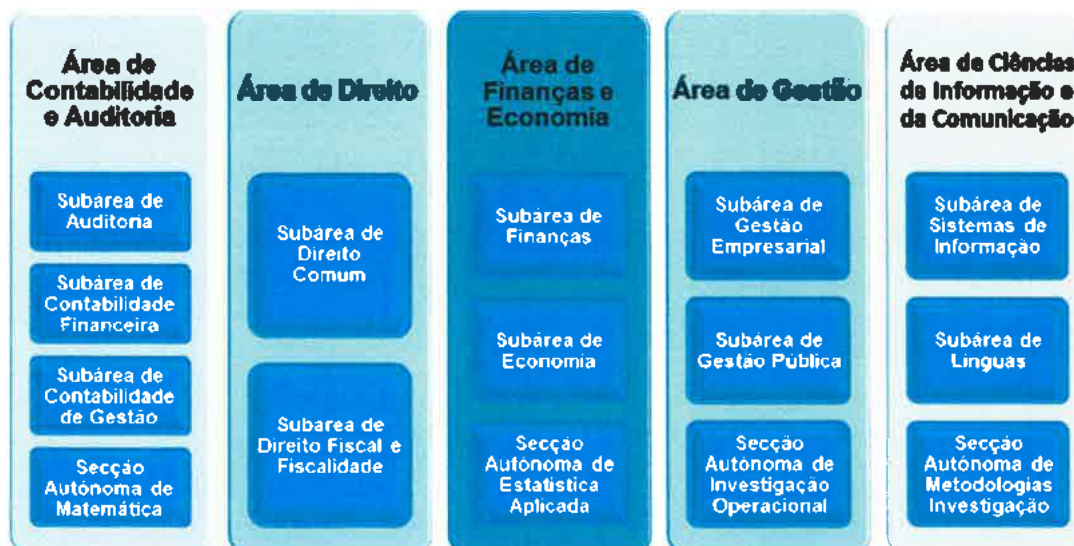 Área de
Contabilidade
e Auditoria
Subárea de
Auditoria
Subárea de
Contabilidade
Financeira
Subárea de
Contabilidade
de Gestão
Secção
Autónoma de
Matemática
Área de Direito
Subárea de
Direito
Comum
Subarea de
Direito Fiscal e
Fiscalidade
Área de
Finanças e
Economia
Subárea de
Finanças
Subárea de
Economia
Secção
Autónoma de
Estatística
Aplicada
Área de Gestão
Subárea de
Gestão
Empresarial
Subárea de
Gestão Pública
Secção
Autónoma de
Investigação
Operacional
Área de Ciências
da Informação e
da Comunicação
Subárea de
Sistemas de
Informação
Subárea de
Línguas
Secção
Autónoma de
Metodologias
Investigação